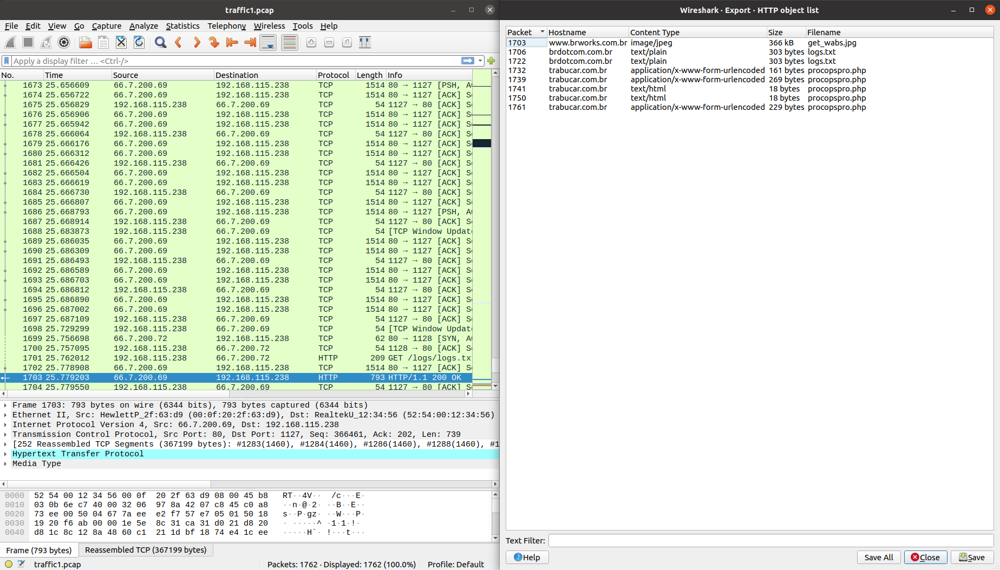 traffic1.pcap
File Edit View Go Capture Analyze Statistics Telephony Wireless Tools Help
Apply a display filter … <Ctrl-/>
No. Time Source Destination Protocol Length Info
1673 25.656609 66.7.200.69 192.168.115.238 TCP 1514 80 → 1127 [PSH, A
1674 25.656722 66.7.200.69 192.168.115.238 TCP 1514 80 → 1127 [ACK] S
1675 25.656829 192.168.115.238 66.7.200.69 TCP 54 1127 → 80 [ACK] S
1676 25.656906 66.7.200.69 192.168.115.238 TCP 1514 80 → 1127 [ACK] S
1677 25.665942 66.7.200.69 192.168.115.238 TCP 1514 80 → 1127 [ACK] S
1678 25.666064 192.168.115.238 66.7.200.69 TCP 54 1127 → 80 [ACK] S
1679 25.666176 66.7.200.69 192.168.115.238 TCP 1514 80 → 1127 [ACK] S
1680 25.666312 66.7.200.69 192.168.115.238 TCP 1514 80 → 1127 [ACK] S
1681 25.666426 192.168.115.238 66.7.200.69 TCP 54 1127 → 80 [ACK] S
1682 25.666504 66.7.200.69 192.168.115.238 TCP 1514 80 → 1127 [ACK] S
1683 25.666619 66.7.200.69 192.168.115.238 TCP 1514 80 → 1127 [ACK] S
1684 25.666730 192.168.115.238 66.7.200.69 TCP 54 1127 → 80 [ACK] S
1685 25.666807 66.7.200.69 192.168.115.238 TCP 1514 80 → 1127 [ACK] S
1686 25.668793 66.7.200.69 192.168.115.238 TCP 1514 80 → 1127 [PSH, A
1687 25.668914 192.168.115.238 66.7.200.69 TCP 54 1127 → 80 [ACK] S
1688 25.683873 192.168.115.238 66.7.200.69 TCP 54 [TCP Window Updat
1689 25.686035 66.7.200.69 192.168.115.238 TCP 1514 80 → 1127 [ACK] S
1690 25.686309 66.7.200.69 192.168.115.238 TCP 1514 80 → 1127 [ACK] S
1691 25.686493 192.168.115.238 66.7.200.69 TCP 54 1127 → 80 [ACK] S
1692 25.686589 66.7.200.69 192.168.115.238 TCP 1514 80 → 1127 [ACK] S
1693 25.686703 66.7.200.69 192.168.115.238 TCP 1514 80 → 1127 [ACK] S
1694 25.686812 192.168.115.238 66.7.200.69 TCP 54 1127 → 80 [ACK] S
1695 25.686890 66.7.200.69 192.168.115.238 TCP 1514 80 → 1127 [ACK] S
1696 25.687002 66.7.200.69 192.168.115.238 TCP 1514 80 → 1127 [ACK] S
1697 25.687109 192.168.115.238 66.7.200.69 TCP 54 1127 → 80 [ACK] S
1698 25.729299 192.168.115.238 66.7.200.69 TCP 54 [TCP Window Updat
1699 25.756698 66.7.200.72 192.168.115.238 TCP 62 80 → 1128 [SYN, A
1700 25.757095 192.168.115.238 66.7.200.72 TCP 54 1128 → 80 [ACK] S
1701 25.762012 192.168.115.238 66.7.200.72 HTTP 209 GET /logs/logs.tx
1702 25.778908 66.7.200.69 192.168.115.238 TCP 1514 80 → 1127 [ACK] S
1703 25.779203 66.7.200.69 192.168.115.238 HTTP 793 HTTP/1.1 200 OK
1704 25.779550 192.168.115.238 66.7.200.69 TCP 54 1127 → 80 [ACK] S
Frame 1703: 793 bytes on wire (6344 bits), 793 bytes captured (6344 bits)
Ethernet II, Src: HewlettP_2f:63:d9 (00:0f:20:2f:63:d9), Dst: RealtekU_12:34:56 (52:54:00:12:34:56)
Internet Protocol Version 4, Src: 66.7.200.69, Dst: 192.168.115.238
Transmission Control Protocol, Src Port: 80, Dst Port: 1127, Seq: 366461, Ack: 202, Len: 739
[252 Reassembled TCP Segments (367199 bytes): #1283(1460), #1284(1460), #1286(1460), #1288(1460), #1
Hypertext Transfer Protocol
Media Type
0000 52 54 00 12 34 56 00 0f 20 2f 63 d9 08 00 45 b8 RT··4V·· /c···E·
0010 03 0b 6e c7 40 00 32 06 97 8a 42 07 c8 45 c0 a8 ··n·@·2· ··B··E··
0020 73 ee 00 50 04 67 7a ee e2 f7 57 e7 05 01 50 18 s··P·gz· ··W···P·
0030 19 20 f6 ab 00 00 1e 5e 8c 31 ca 31 d0 21 d8 20 · ·····^ ·1·1·!·
0040 d8 1c 8c 12 8a 48 60 c1 21 1d bf 18 74 e4 1c ee ·····H`· !···t···
Frame (793 bytes) Reassembled TCP (367199 bytes)
traffic1.pcap Packets: 1762 · Displayed: 1762 (100.0%) Profile: Default
Wireshark · Export · HTTP object list
Packet Hostname Content Type Size Filename
1703 www.brworks.com.br image/jpeg 366 kB get_wabs.jpg
1706 brdotcom.com.br text/plain 303 bytes logs.txt
1722 brdotcom.com.br text/plain 303 bytes logs.txt
1732 trabucar.com.br application/x-www-form-urlencoded 161 bytes procopspro.php
1739 trabucar.com.br application/x-www-form-urlencoded 269 bytes procopspro.php
1741 trabucar.com.br text/html 18 bytes procopspro.php
1750 trabucar.com.br text/html 18 bytes procopspro.php
1761 trabucar.com.br application/x-www-form-urlencoded 229 bytes procopspro.php
Text Filter:
Help Save All Close Save